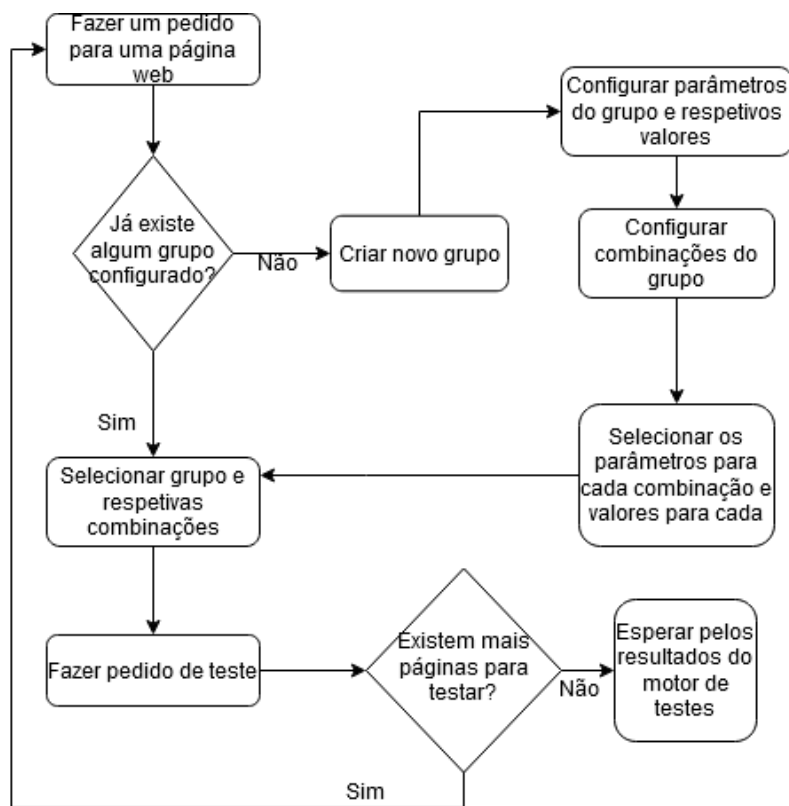 Fazer um pedido
para uma página
web
Já existe
algum grupo
configurado?
Não
Criar novo grupo
Configurar parâmetros
do grupo e respetivos
valores
Configurar
combinações do
grupo
Selecionar os
parâmetros para
cada combinação e
valores para cada
Sim
Selecionar grupo e
respetivas
combinações
Fazer pedido de teste
Existem mais
páginas para
testar?
Não
Esperar pelos
resultados do
motor de
testes
Sim